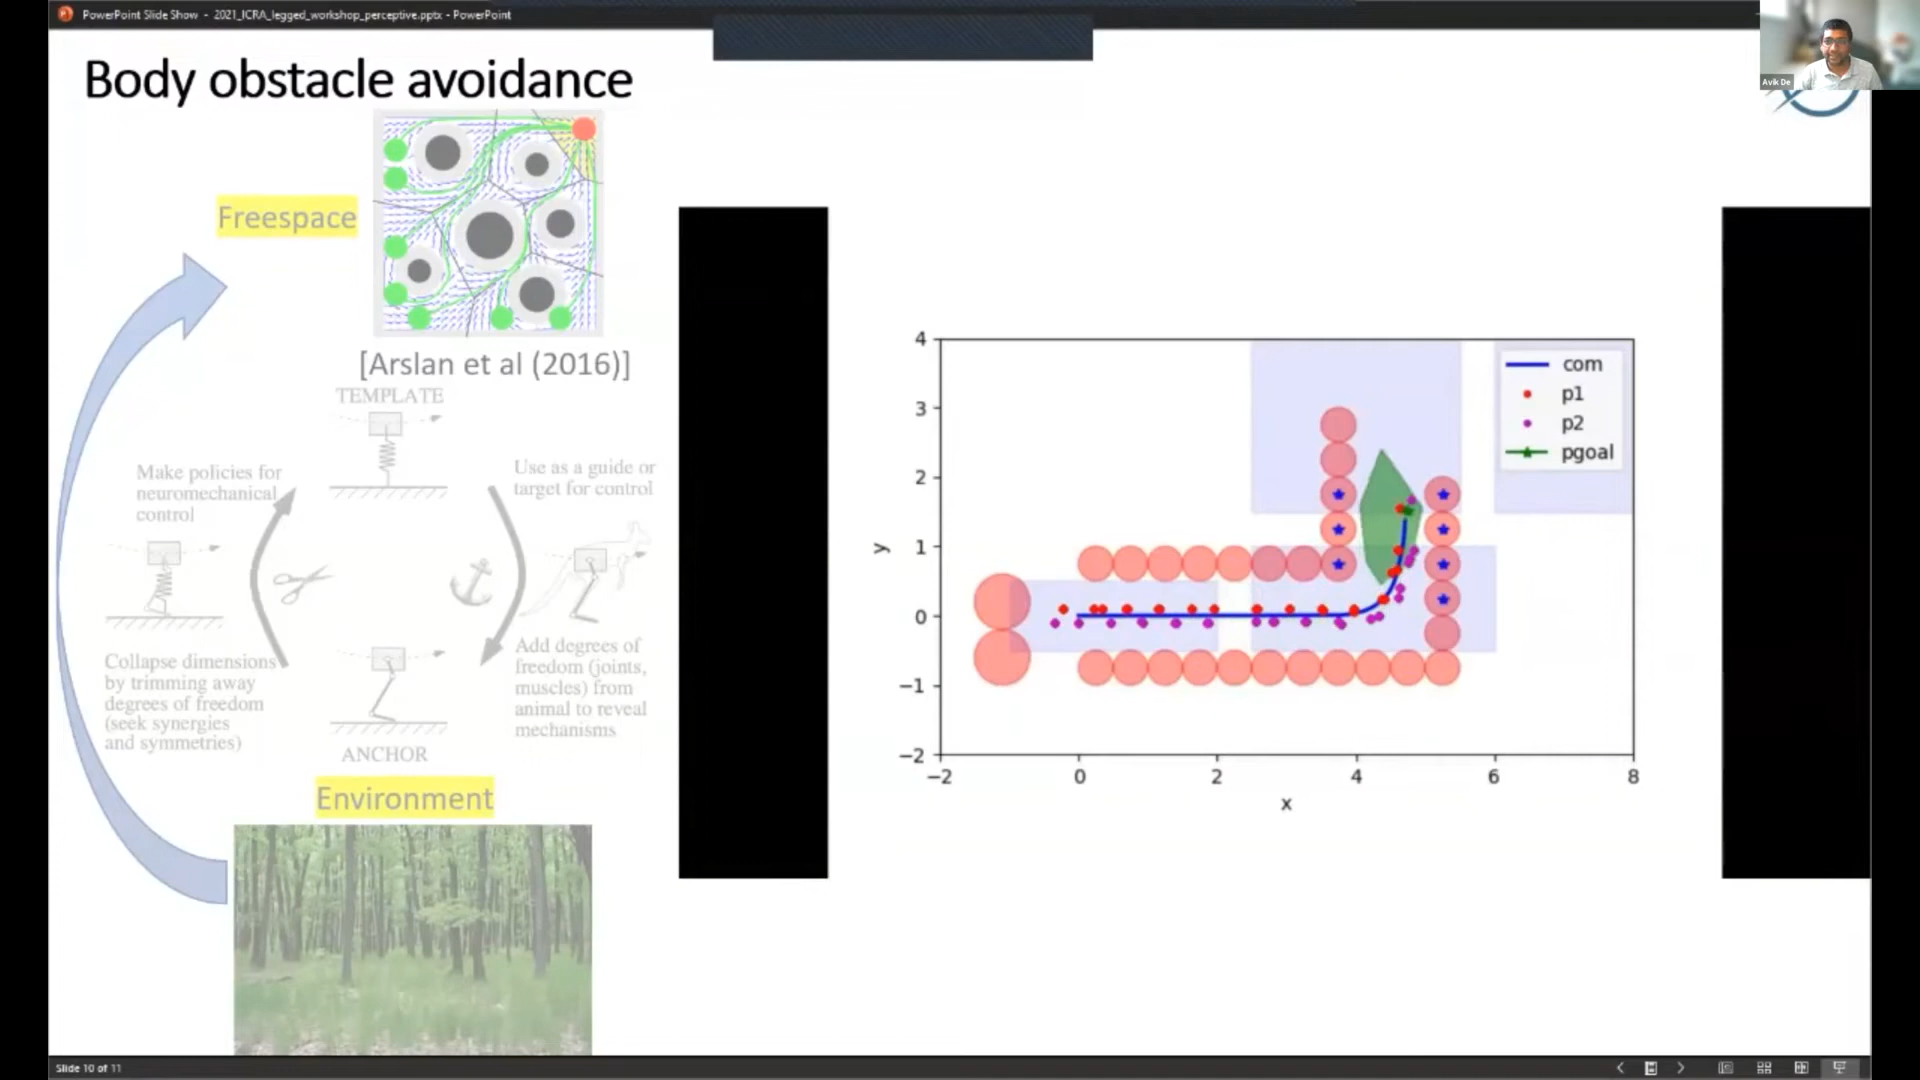 PowerPoint Slide Show - 2021_ICRA_legged_workshop_perceptive.pptx - PowerPoint
Avik De
Body obstacle avoidance
Freespace
[Arslan et al (2016)]
TEMPLATE
Make policies for
neuromechanical
control
Use as a guide or
target for control
Collapse dimensions
by trimming away
degrees of freedom
(seek synergies
and symmetries)
Add degrees of
freedom (joints,
muscles) from
animal to reveal
mechanisms
ANCHOR
Environment
com
p1
p2
pgoal
4
3
2
1
0
−1
−2
y
−2 0 2 4 6 8
x
Slide 10 of 11